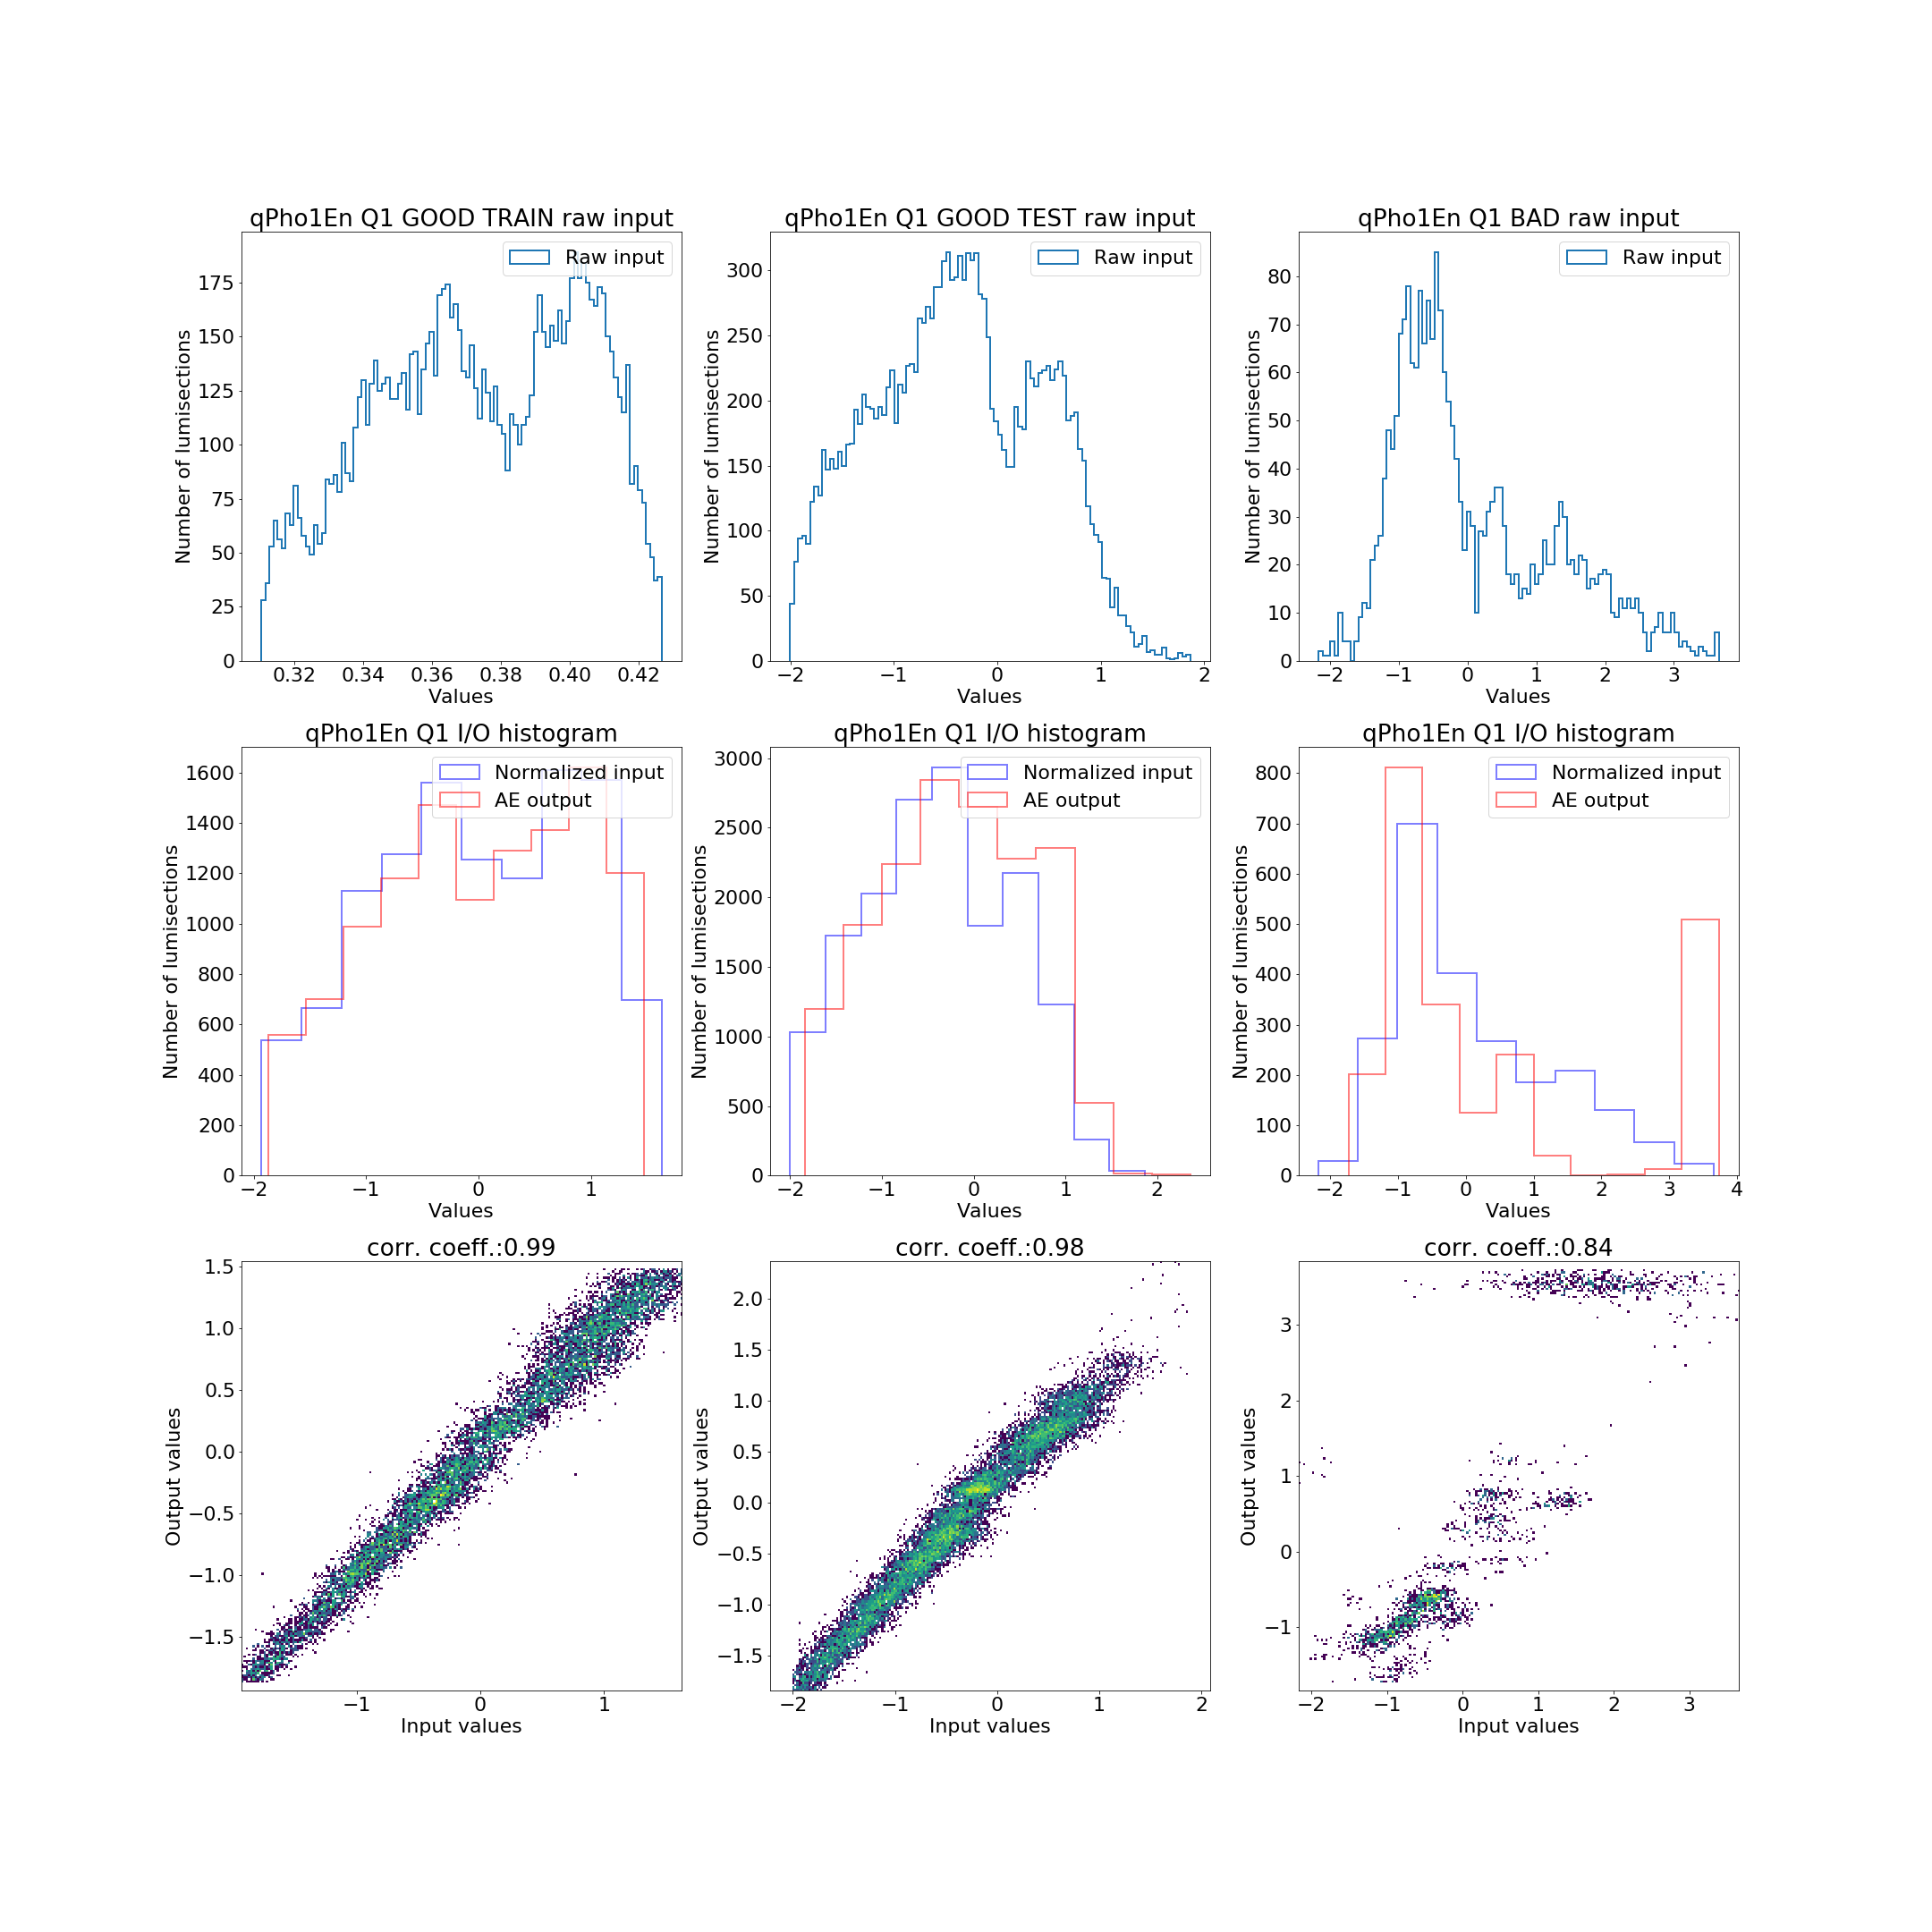 qPho1En Q1 GOOD TRAIN raw input
Raw input
Number of lumisections
175
150
125
100
75
50
25
0
0.32 0.34 0.36 0.38 0.40 0.42
Values
qPho1En Q1 GOOD TEST raw input
Raw input
Number of lumisections
300
250
200
150
100
50
0
−2 −1 0 1 2
Values
qPho1En Q1 BAD raw input
Raw input
Number of lumisections
80
70
60
50
40
30
20
10
0
−2 −1 0 1 2 3
Values
qPho1En Q1 I/O histogram
Normalized input
AE output
Number of lumisections
1600
1400
1200
1000
800
600
400
200
0
−2 −1 0 1
Values
qPho1En Q1 I/O histogram
Normalized input
AE output
Number of lumisections
3000
2500
2000
1500
1000
500
0
−2 −1 0 1 2
Values
qPho1En Q1 I/O histogram
Normalized input
AE output
Number of lumisections
800
700
600
500
400
300
200
100
0
−2 −1 0 1 2 3 4
Values
corr. coeff.:0.99
Output values
1.5
1.0
0.5
0.0
−0.5
−1.0
−1.5
−1 0 1
Input values
corr. coeff.:0.98
Output values
2.0
1.5
1.0
0.5
0.0
−0.5
−1.0
−1.5
−2 −1 0 1 2
Input values
corr. coeff.:0.84
Output values
3
2
1
0
−1
−2 −1 0 1 2 3
Input values